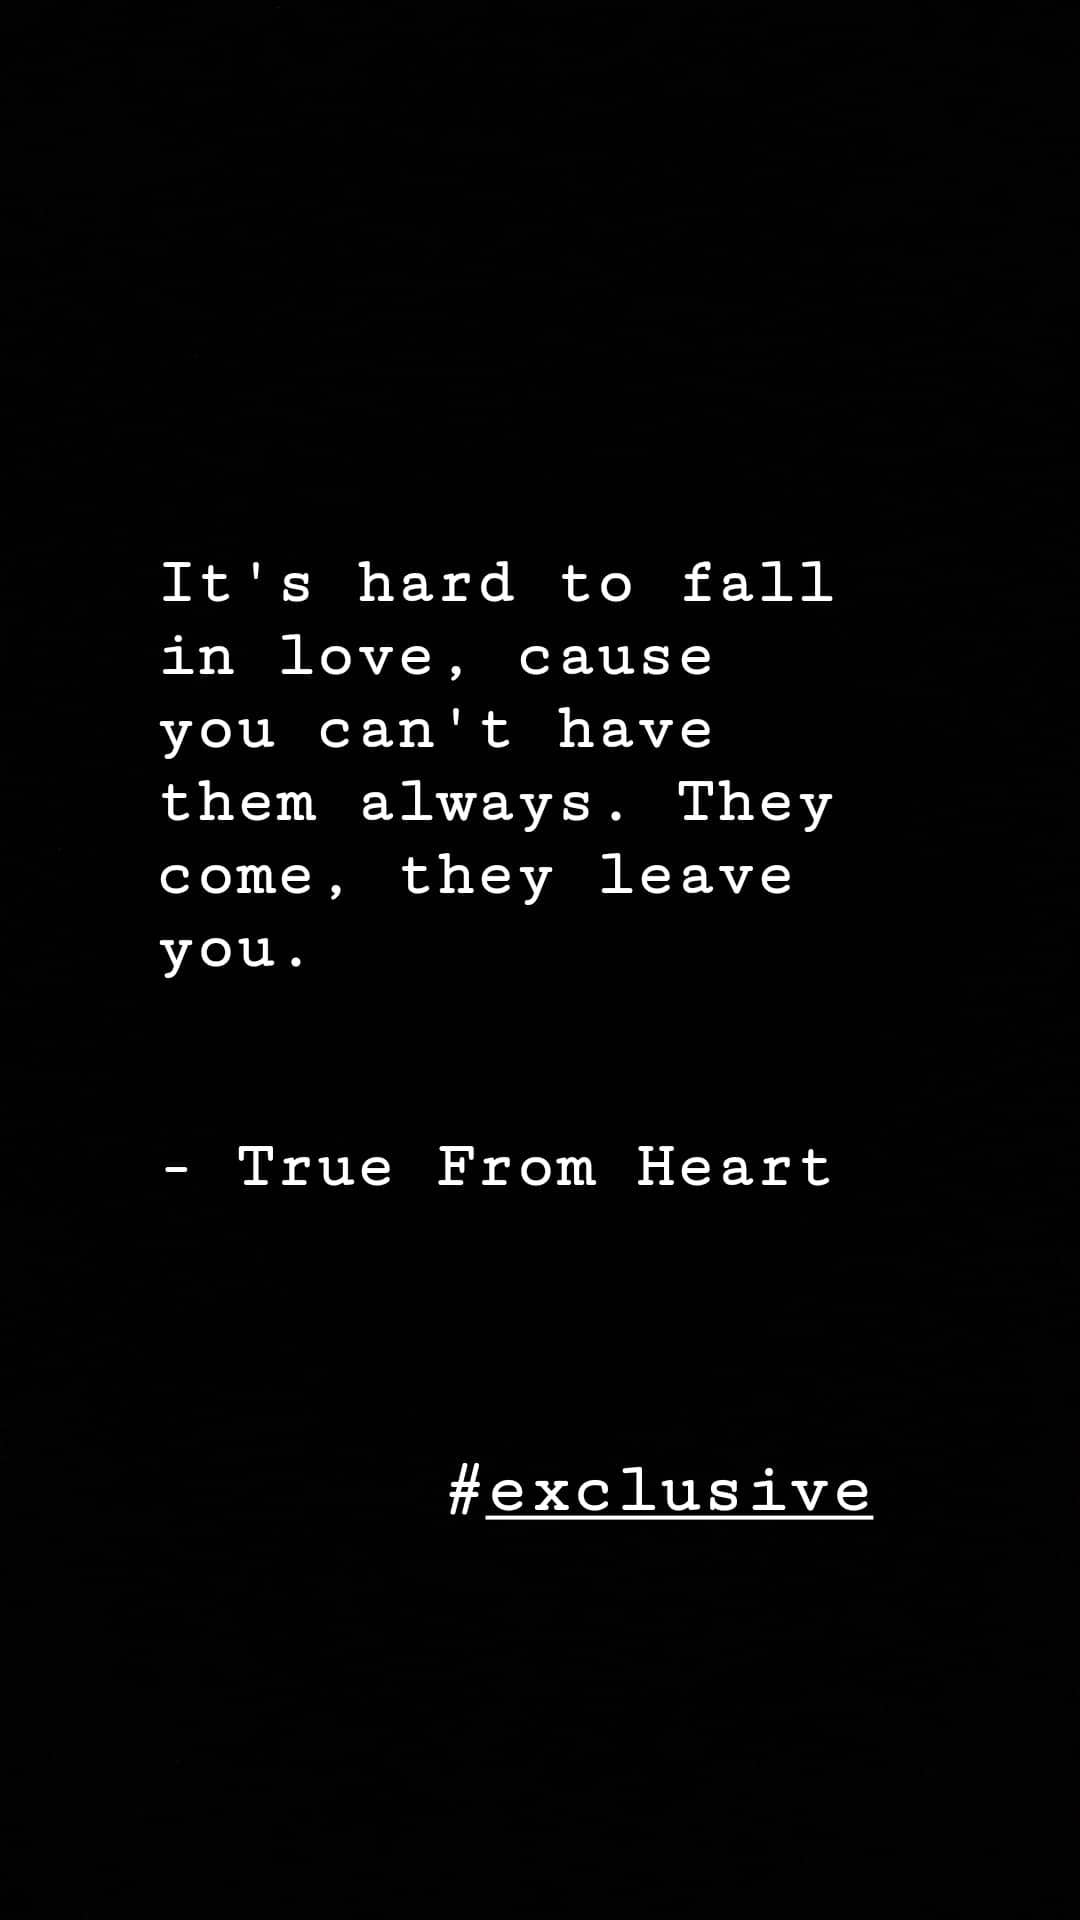 It's hard to fall
in love, cause
you can't have
them always. They
come, they leave
you.
- True From Heart
#exclusive